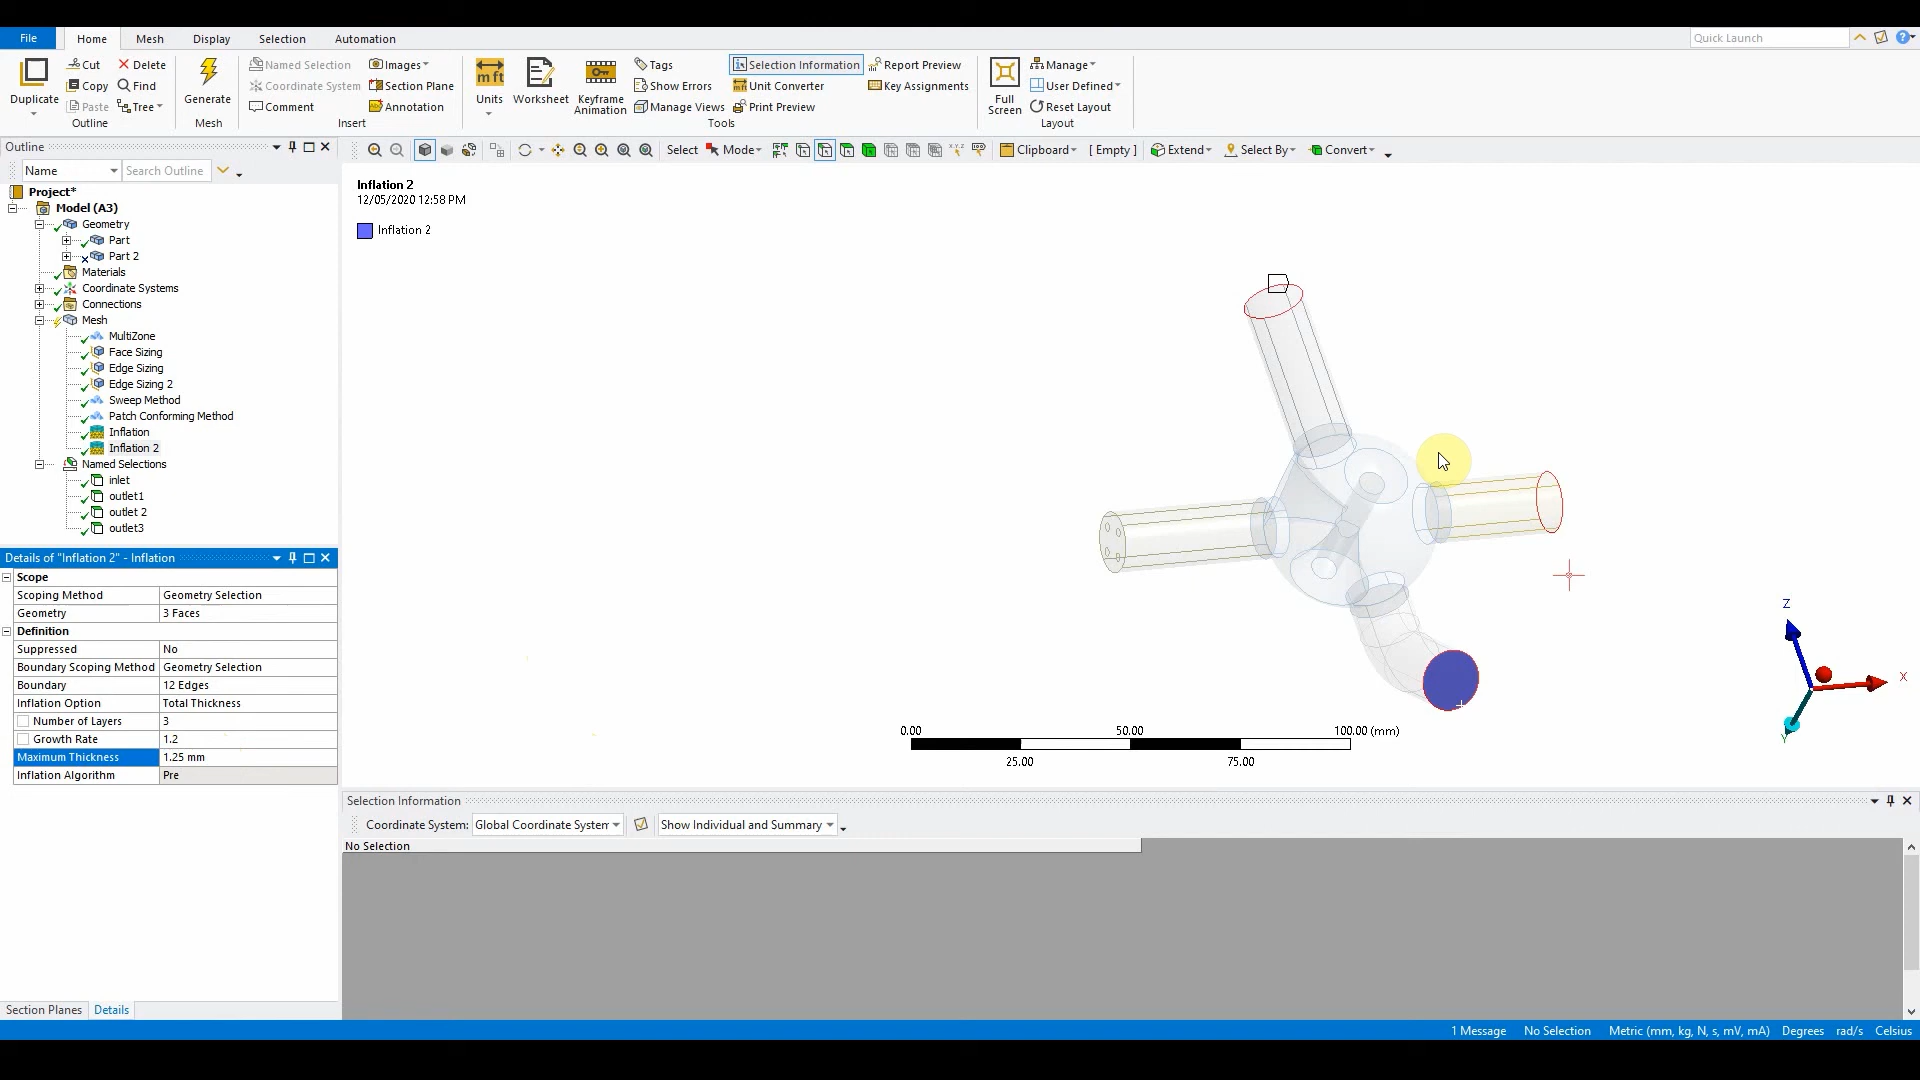 File Home Mesh Display Selection Automation Quick Launch
Duplicate Cut Delete Generate Named Selection Images Units Worksheet Keyframe Animation Tags Selection Information Report Preview Full Screen Manage
Copy Find Coordinate System Section Plane Show Errors Unit Converter Key Assignments User Defined
Paste Tree Comment Annotation Manage Views Print Preview Reset Layout
Outline Mesh Insert Tools Layout
Outline
Select Mode Clipboard [ Empty ] Extend Select By Convert
Name Search Outline
Project*
Model (A3)
Geometry
Part
Part 2
Materials
Coordinate Systems
Connections
Mesh
MultiZone
Face Sizing
Edge Sizing
Edge Sizing 2
Sweep Method
Patch Conforming Method
Inflation
Inflation 2
Named Selections
inlet
outlet1
outlet 2
outlet3
Details of "Inflation 2" - Inflation
Scope
Scoping Method Geometry Selection
Geometry 3 Faces
Definition
Suppressed No
Boundary Scoping Method Geometry Selection
Boundary 12 Edges
Inflation Option Total Thickness
Number of Layers 3
Growth Rate 1.2
Maximum Thickness 1.25 mm
Inflation Algorithm Pre
Section Planes Details
Inflation 2
12/05/2020 12:58 PM
Inflation 2
Z
X
Y
0.00 50.00 100.00 (mm)
25.00 75.00
Selection Information
Coordinate System: Global Coordinate System Show Individual and Summary
No Selection
1 Message No Selection Metric (mm, kg, N, s, mV, mA) Degrees rad/s Celsius